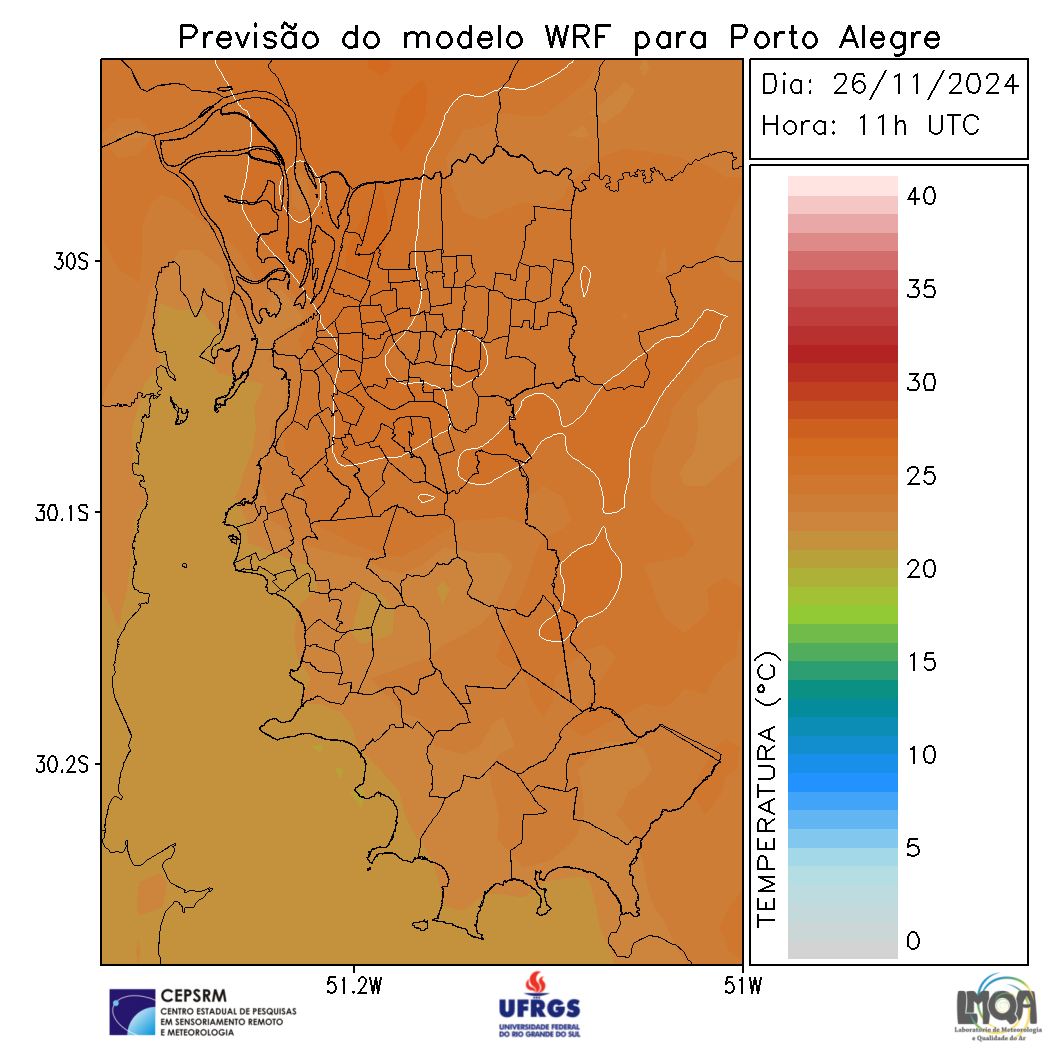 Previsão do modelo WRF para Porto Alegre
Dia: 26/11/2024
Hora: 11h UTC
40
35
30
25
20
15
10
5
0
TEMPERATURA (°C)
30S
30.1S
30.2S
51.2W
51W
CEPSRM
CENTRO ESTADUAL DE PESQUISAS
EM SENSORIAMENTO REMOTO
E METEOROLOGIA
UFRGS
UNIVERSIDADE FEDERAL
DO RIO GRANDE DO SUL
LMQA
Laboratório de Meteorologia
e Qualidade do Ar